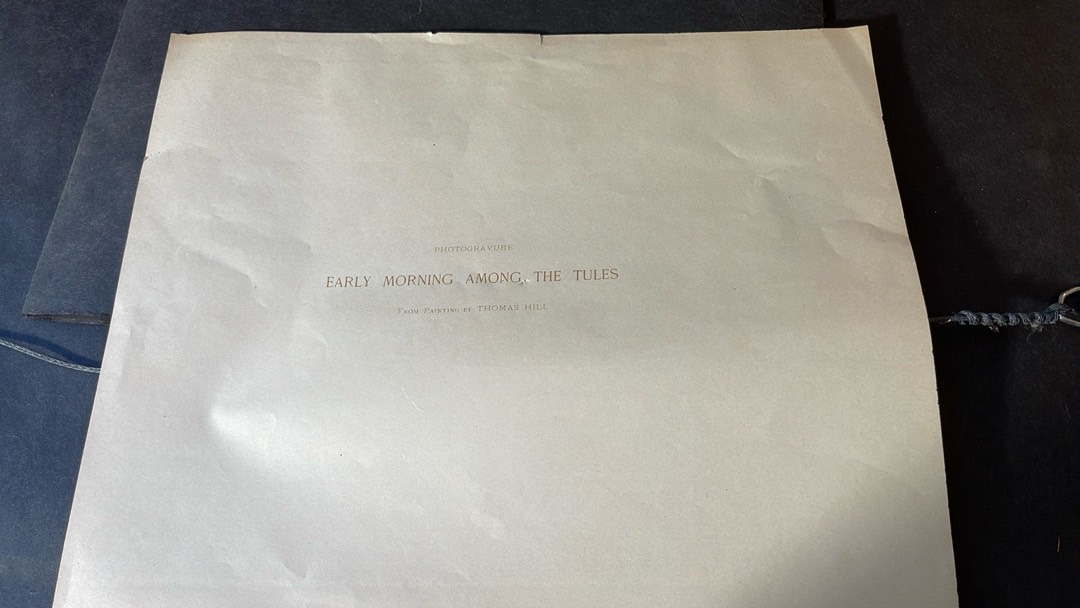 PHOTOGRAVURE
EARLY MORNING AMONG THE TULES
From Painting by THOMAS HILL